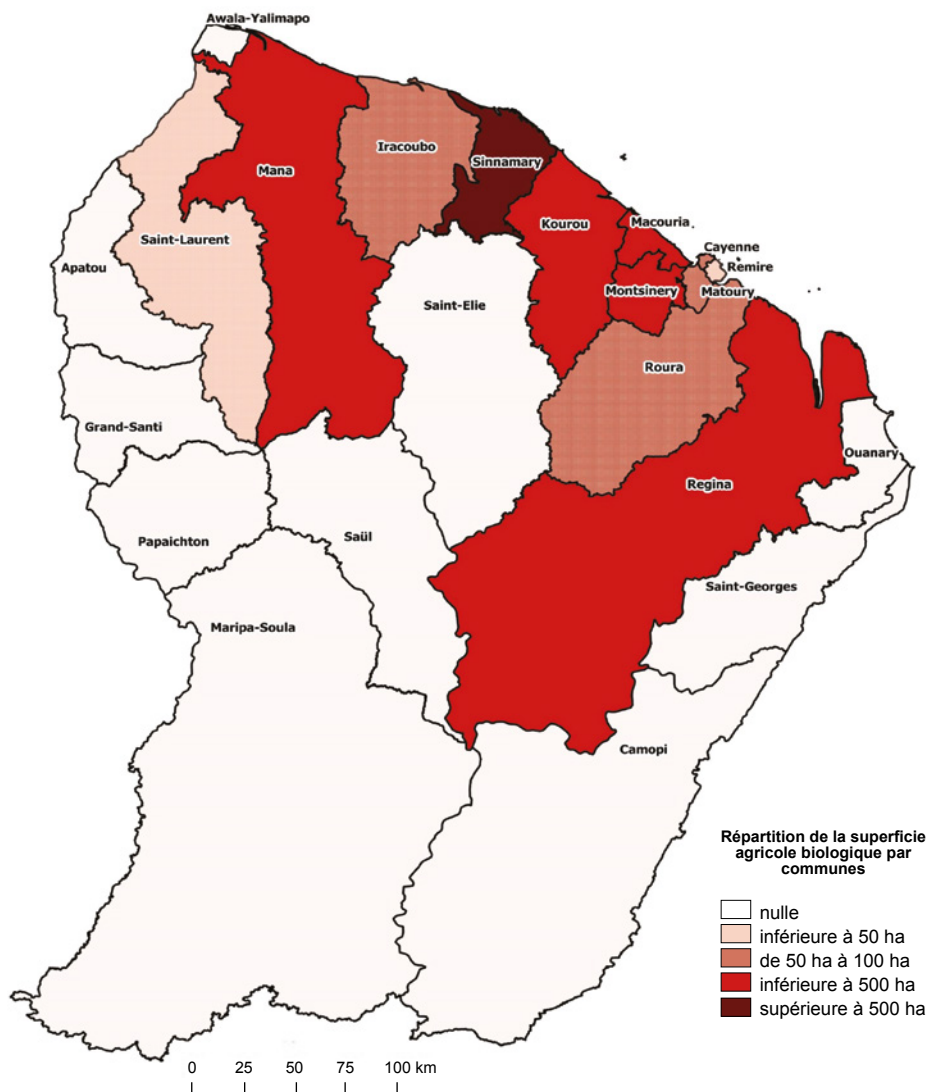 Awala-Yalimapo
Iracoubo
Sinnamary
Mana
Kourou
Macouria
Saint-Laurent
Cayenne
Apatou
Remire
Montsinery
Matoury
Saint-Elie
Roura
Grand-Santi
Ouanary
Regina
Papaichton
Saül
Saint-Georges
Maripa-Soula
Camopi
Répartition de la superficie
agricole biologique par
communes
nulle
inférieure à 50 ha
de 50 ha à 100 ha
inférieure à 500 ha
supérieure à 500 ha
0 25 50 75 100 km